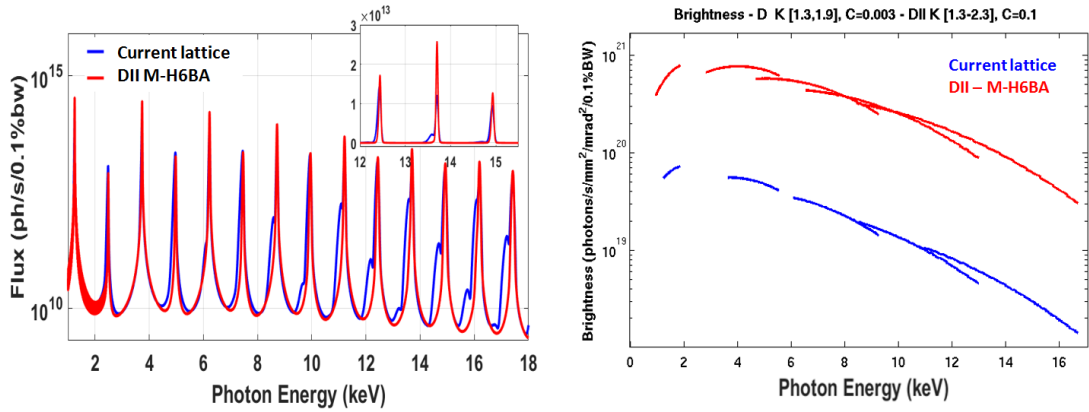 Current lattice
DII M-H6BA
3 x 10^13
2
1
0
12 13 14 15
10^15
10^10
Flux (ph/s/0.1%bw)
2 4 6 8 10 12 14 16 18
Photon Energy (keV)
Brightness - D K [1.3,1.9], C=0.003 - DII K [1.3-2.3], C=0.1
Current lattice
DII – M-H6BA
10^21
10^20
10^19
Brightness (photons/s/mm^2/mrad^2/0.1%BW)
0 2 4 6 8 10 12 14 16
Photon Energy (keV)